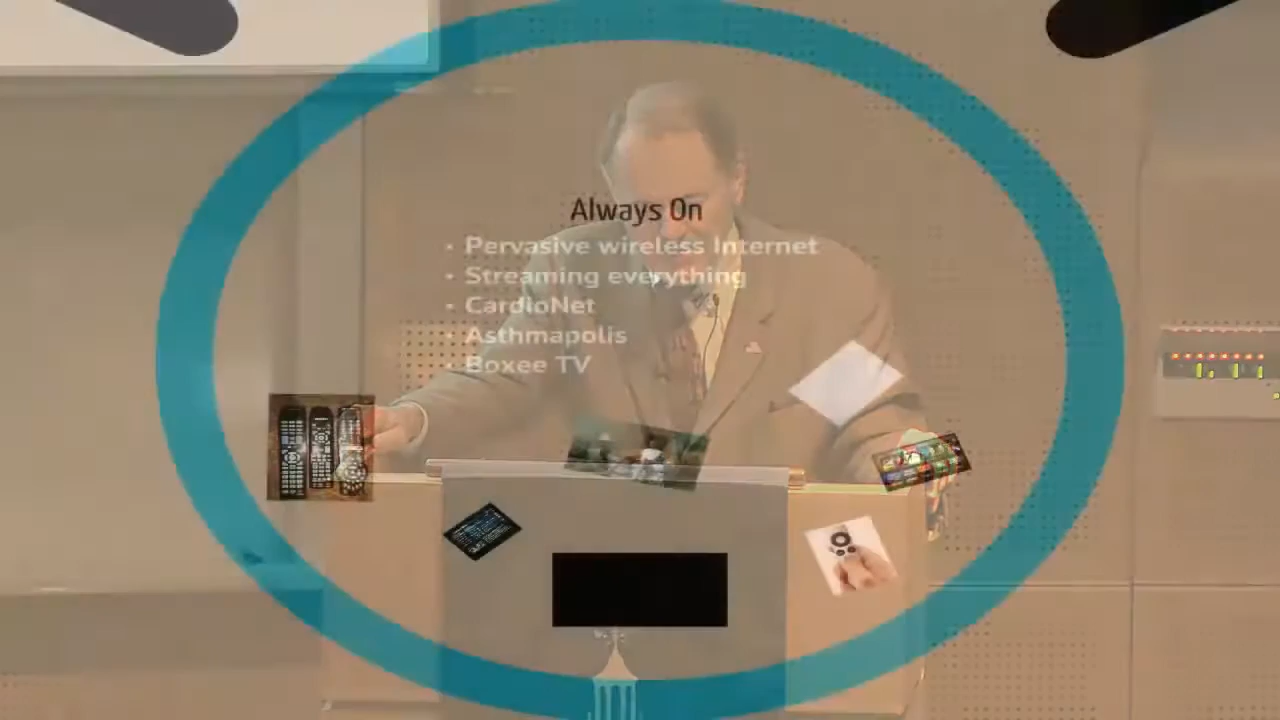 Always On
• Pervasive wireless Internet
• Streaming everything
• CardioNet
• Asthmapolis
• Boxee TV